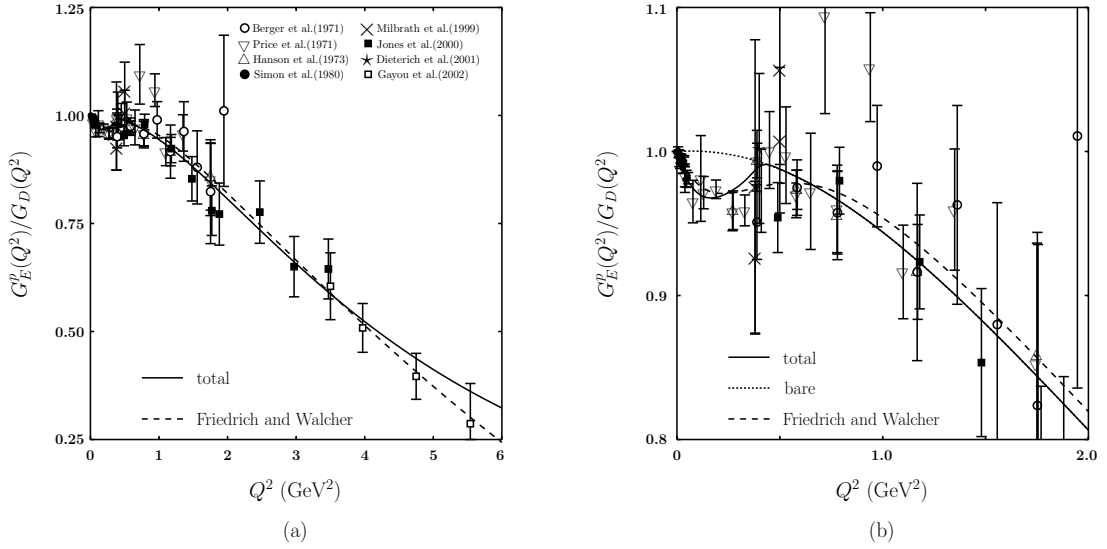 1.25
1.00
0.75
0.50
0.25
G_E^p(Q^2)/G_D(Q^2)
Berger et al.(1971)
Price et al.(1971)
Hanson et al.(1973)
Simon et al.(1980)
Milbrath et al.(1999)
Jones et al.(2000)
Dieterich et al.(2001)
Gayou et al.(2002)
total
Friedrich and Walcher
0 1 2 3 4 5 6
Q^2 (GeV^2)
(a)
1.1
1.0
0.9
0.8
G_E^p(Q^2)/G_D(Q^2)
total
bare
Friedrich and Walcher
0 1.0 2.0
Q^2 (GeV^2)
(b)